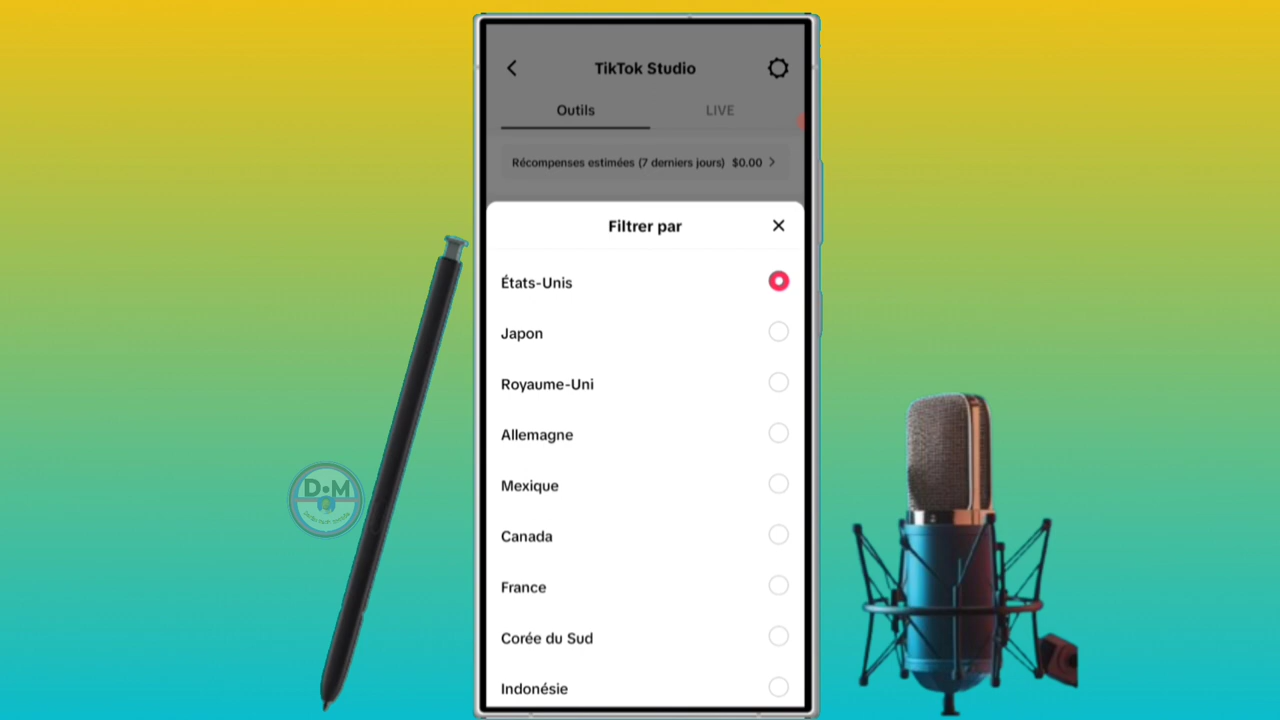 TikTok Studio
Outils
LIVE
Récompenses estimées (7 derniers jours) $0.00
Filtrer par
États-Unis
Japon
Royaume-Uni
Allemagne
Mexique
Canada
France
Corée du Sud
Indonésie
D•M